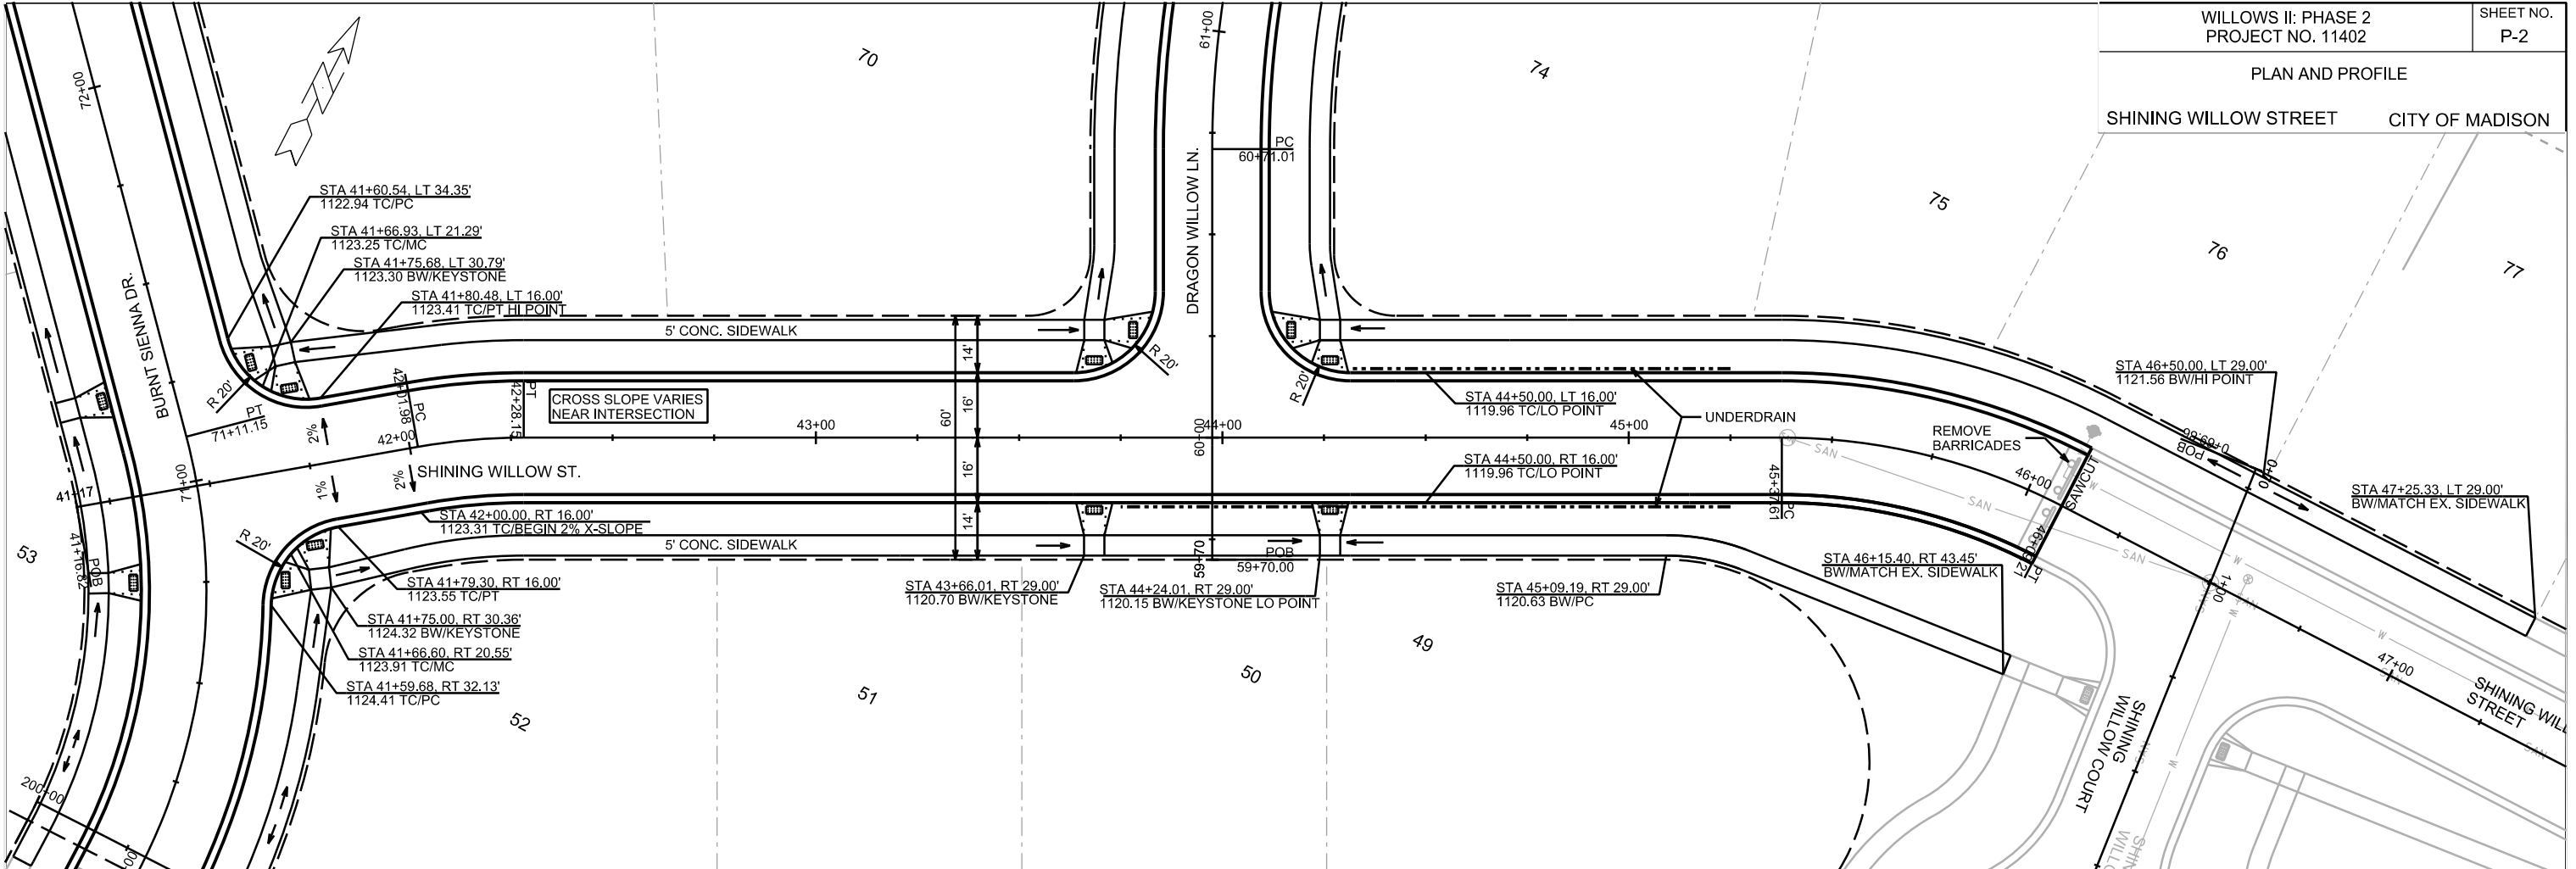 WILLOWS II: PHASE 2
PROJECT NO. 11402
SHEET NO.
P-2
PLAN AND PROFILE
SHINING WILLOW STREET
CITY OF MADISON
72+00
70
61+00
74
PC
60+71.01
75
76
77
STA 41+60.54, LT 34.35'
1122.94 TC/PC
STA 41+66.93, LT 21.29'
1123.25 TC/MC
STA 41+75.68, LT 30.79'
1123.30 BW/KEYSTONE
STA 41+80.48, LT 16.00'
1123.41 TC/PT HI POINT
BURNT SIENNA DR.
DRAGON WILLOW LN.
5' CONC. SIDEWALK
14'
R 20'
R 20'
R 20'
PT
71+11.15
2%
42+01.98
PC
PT
42+28.15
CROSS SLOPE VARIES
NEAR INTERSECTION
60'
16'
STA 44+50.00, LT 16.00'
1119.96 TC/LO POINT
UNDERDRAIN
STA 46+50.00, LT 29.00'
1121.56 BW/HI POINT
REMOVE
BARRICADES
0+69.86
POB
0+00
42+00
43+00
60+00
44+00
45+00
SAN
46+00
SAWCUT
W
71+00
41+17
SHINING WILLOW ST.
1%
2%
16'
STA 44+50.00, RT 16.00'
1119.96 TC/LO POINT
45+37.61
PC
SAN
STA 47+25.33, LT 29.00'
BW/MATCH EX. SIDEWALK
STA 42+00.00, RT 16.00'
1123.31 TC/BEGIN 2% X-SLOPE
14'
5' CONC. SIDEWALK
R 20'
53
41+16.82
POB
59+70
POB
59+70.00
PT
SAN
W
1+00
SAN
SAN
STA 41+79.30, RT 16.00'
1123.55 TC/PT
STA 43+66.01, RT 29.00'
1120.70 BW/KEYSTONE
STA 44+24.01, RT 29.00'
1120.15 BW/KEYSTONE LO POINT
STA 45+09.19, RT 29.00'
1120.63 BW/PC
STA 46+15.40, RT 43.45'
BW/MATCH EX. SIDEWALK
STA 41+75.00, RT 30.36'
1124.32 BW/KEYSTONE
STA 41+66.60, RT 20.55'
1123.91 TC/MC
STA 41+59.68, RT 32.13'
1124.41 TC/PC
52
51
50
49
W
W
47+00
SHINING WILL
STREET
SAN
SHINING
WILLOW COURT
SAN
W
200+00